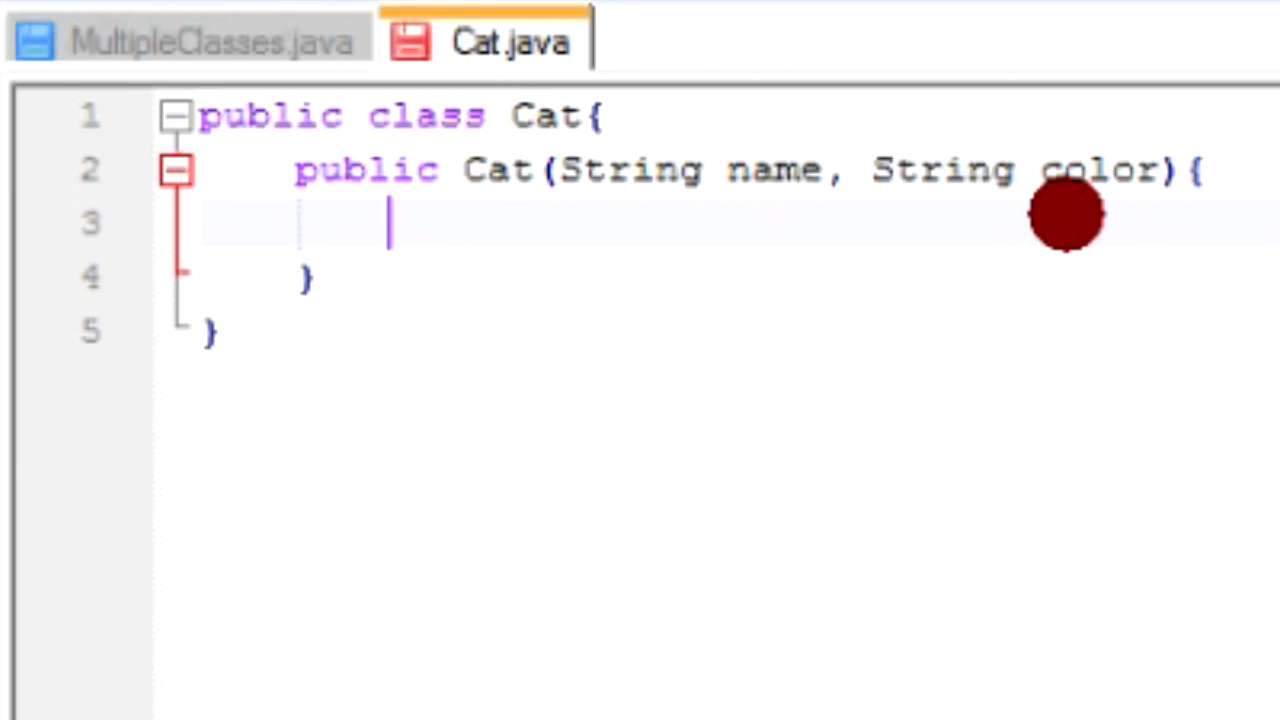 MultipleClasses.java Cat.java
1 public class Cat{
2 public Cat(String name, String color){
3
4 }
5 }